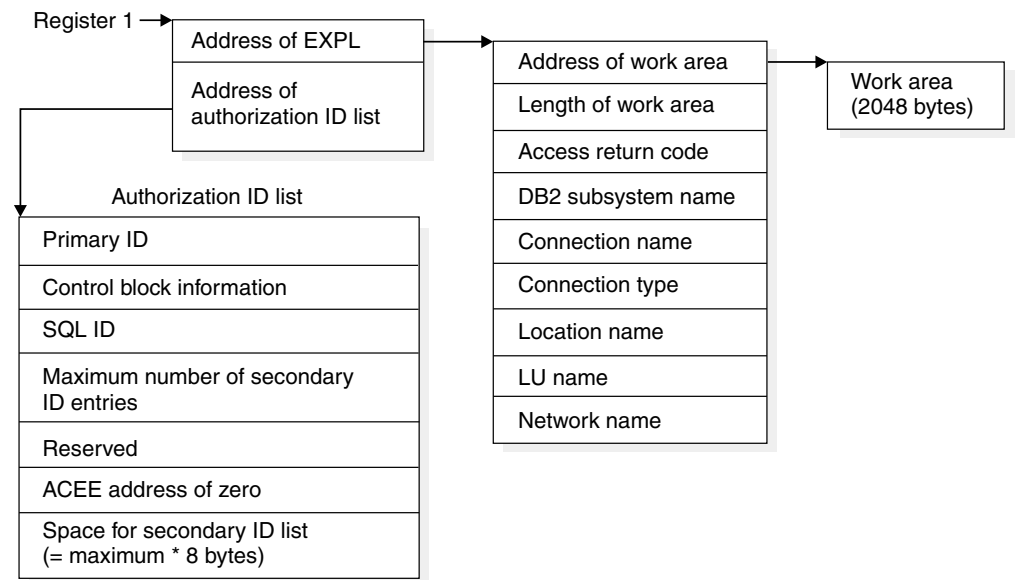 Register 1
Address of EXPL
Address of
authorization ID list
Address of work area
Length of work area
Access return code
DB2 subsystem name
Connection name
Connection type
Location name
LU name
Network name
Work area
(2048 bytes)
Authorization ID list
Primary ID
Control block information
SQL ID
Maximum number of secondary
ID entries
Reserved
ACEE address of zero
Space for secondary ID list
(= maximum * 8 bytes)